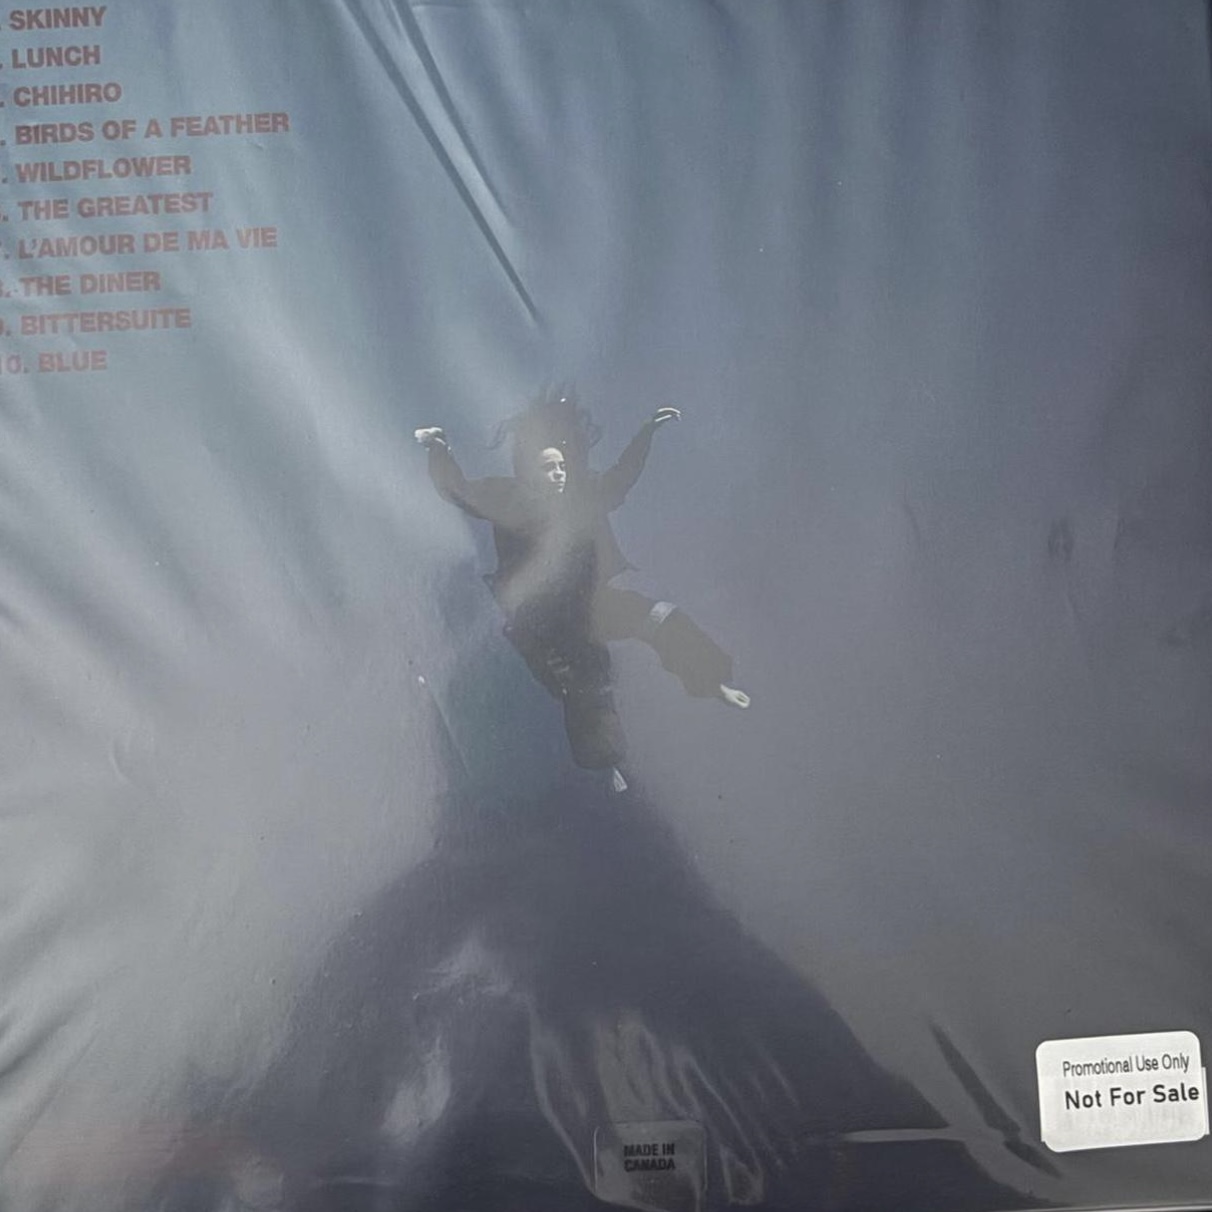 . SKINNY
. LUNCH
. CHIHIRO
. BIRDS OF A FEATHER
. WILDFLOWER
. THE GREATEST
. L'AMOUR DE MA VIE
. THE DINER
. BITTERSUITE
10. BLUE
Promotional Use Only
Not For Sale
MADE IN
CANADA